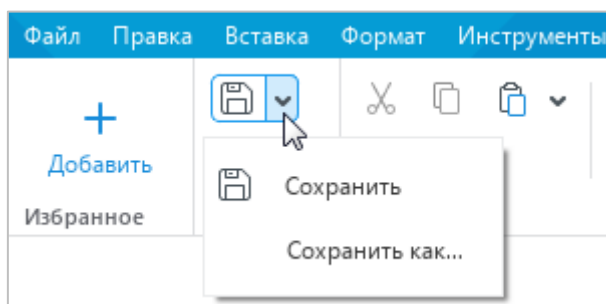 Файл Правка Вставка Формат Инструменты
Добавить
Избранное
Сохранить
Сохранить как...